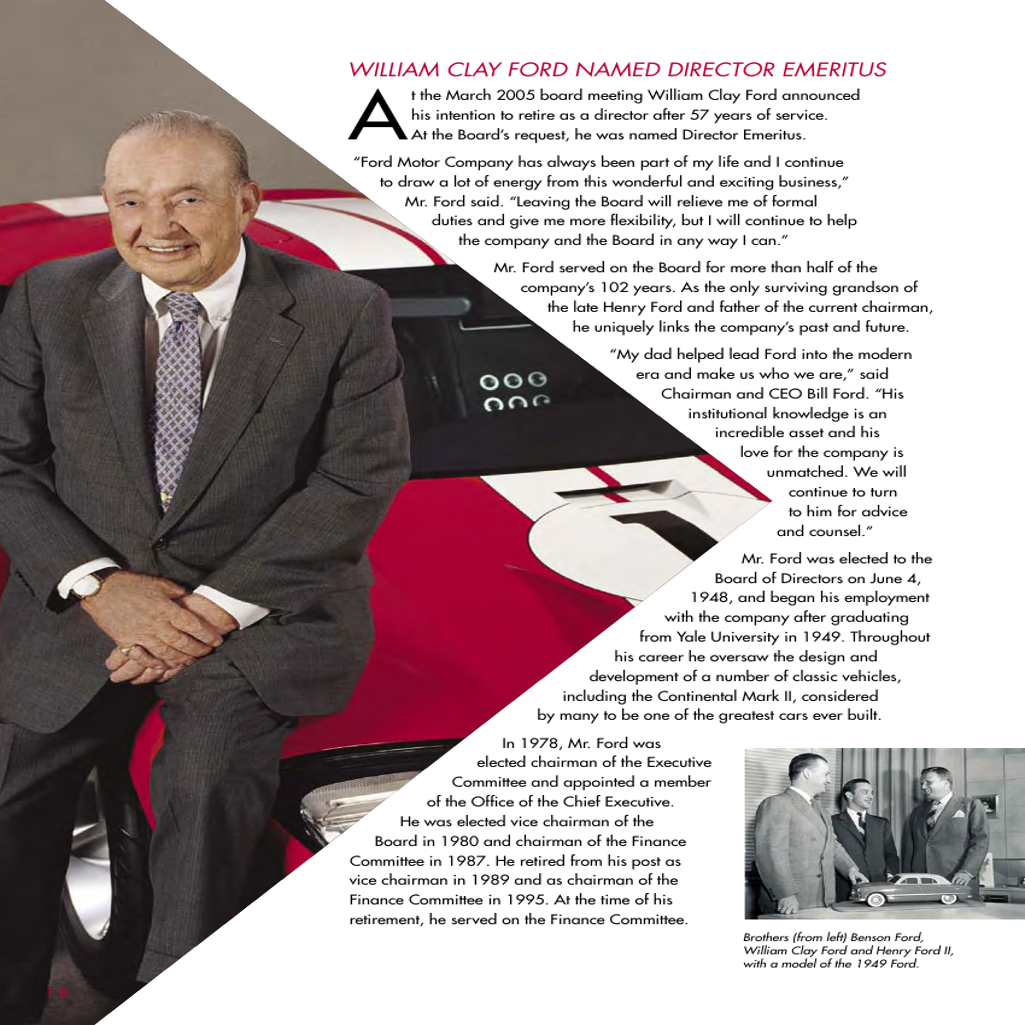 WILLIAM CLAY FORD NAMED DIRECTOR EMERITUS
At the March 2005 board meeting William Clay Ford announced
his intention to retire as a director after 57 years of service.
At the Board's request, he was named Director Emeritus.
“Ford Motor Company has always been part of my life and I continue
to draw a lot of energy from this wonderful and exciting business,”
Mr. Ford said. “Leaving the Board will relieve me of formal
duties and give me more flexibility, but I will continue to help
the company and the Board in any way I can.”
Mr. Ford served on the Board for more than half of the
company's 102 years. As the only surviving grandson of
the late Henry Ford and father of the current chairman,
he uniquely links the company's past and future.
“My dad helped lead Ford into the modern
era and make us who we are,” said
Chairman and CEO Bill Ford. “His
institutional knowledge is an
incredible asset and his
love for the company is
unmatched. We will
continue to turn
to him for advice
and counsel.”
Mr. Ford was elected to the
Board of Directors on June 4,
1948, and began his employment
with the company after graduating
from Yale University in 1949. Throughout
his career he oversaw the design and
development of a number of classic vehicles,
including the Continental Mark II, considered
by many to be one of the greatest cars ever built.
In 1978, Mr. Ford was
elected chairman of the Executive
Committee and appointed a member
of the Office of the Chief Executive.
He was elected vice chairman of the
Board in 1980 and chairman of the Finance
Committee in 1987. He retired from his post as
vice chairman in 1989 and as chairman of the
Finance Committee in 1995. At the time of his
retirement, he served on the Finance Committee.
Brothers (from left) Benson Ford,
William Clay Ford and Henry Ford II,
with a model of the 1949 Ford.
18